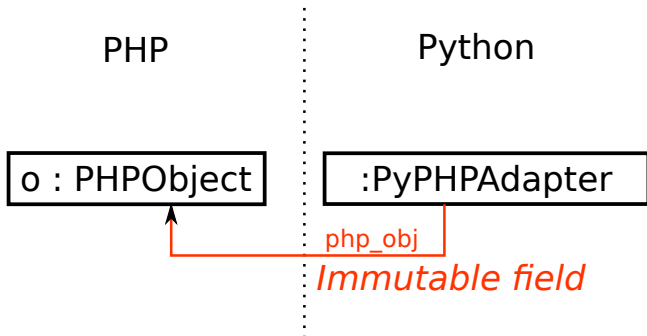 PHP
Python
o : PHPObject
:PyPHPAdapter
php_obj
Immutable field